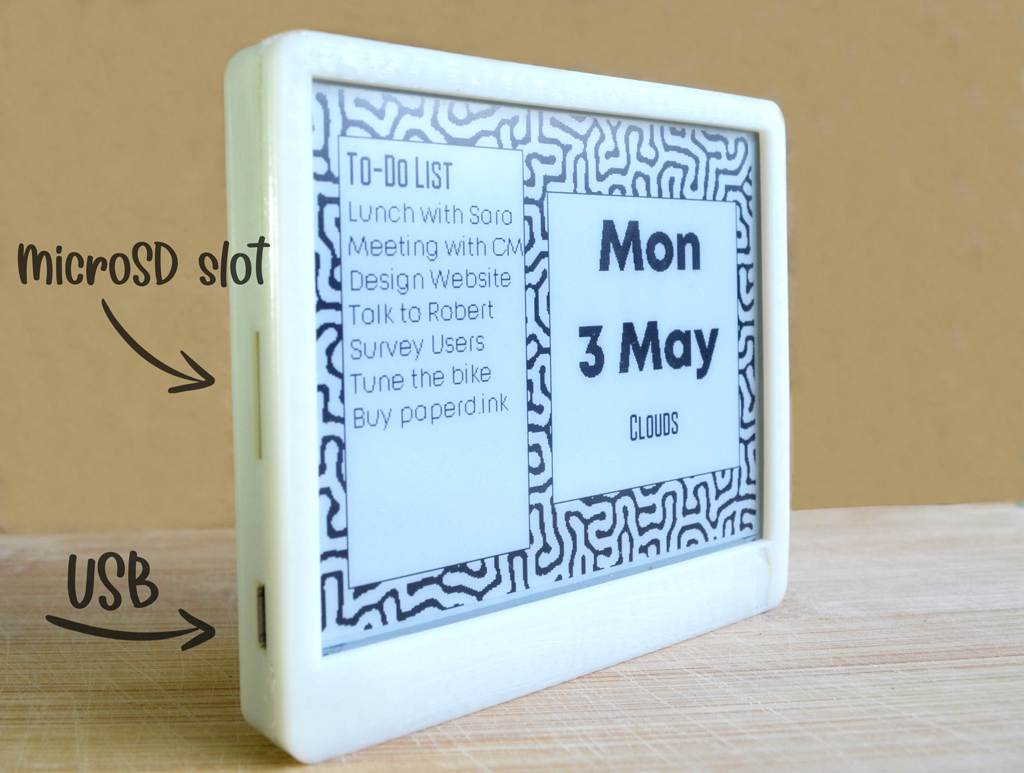 microSD slot
USB
To-Do List
Lunch with Sara
Meeting with CM
Design Website
Talk to Robert
Survey Users
Tune the bike
Buy paperd.ink
Mon
3 May
Clouds